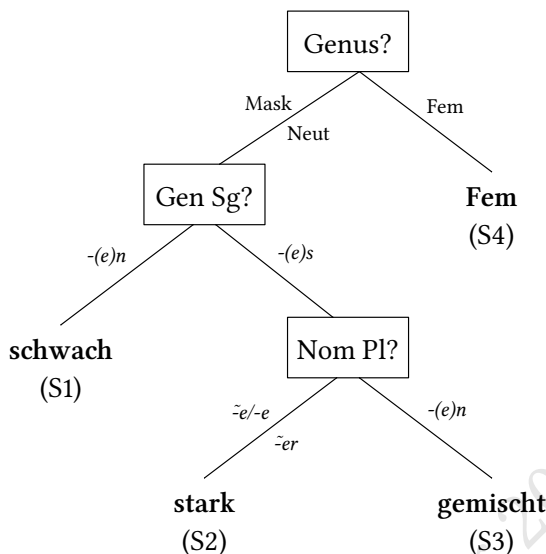 Genus?
Mask
Neut
Fem
Gen Sg?
Fem
(S4)
-(e)n
-(e)s
schwach
(S1)
Nom Pl?
-̃e/-e
-̃er
-(e)n
stark
(S2)
gemischt
(S3)